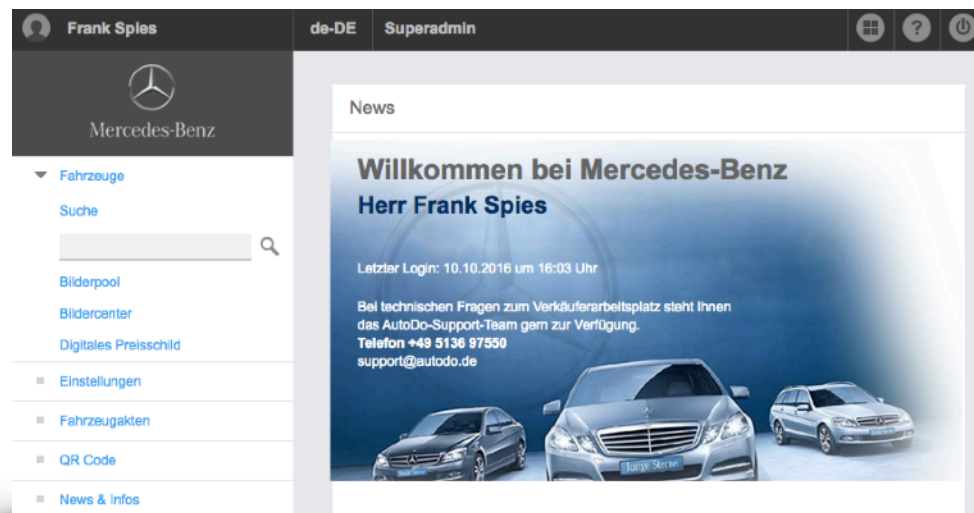 Frank Spies
de-DE
Superadmin
?
Mercedes-Benz
Fahrzeuge
Suche
Bilderpool
Bildercenter
Digitales Preisschild
Einstellungen
Fahrzeugakten
QR Code
News & Infos
News
Willkommen bei Mercedes-Benz
Herr Frank Spies
Letzter Login: 10.10.2016 um 16:03 Uhr
Bei technischen Fragen zum Verkäuferarbeitsplatz steht Ihnen
das AutoDo-Support-Team gern zur Verfügung.
Telefon +49 5136 97550
support@autodo.de
Junge Sterne